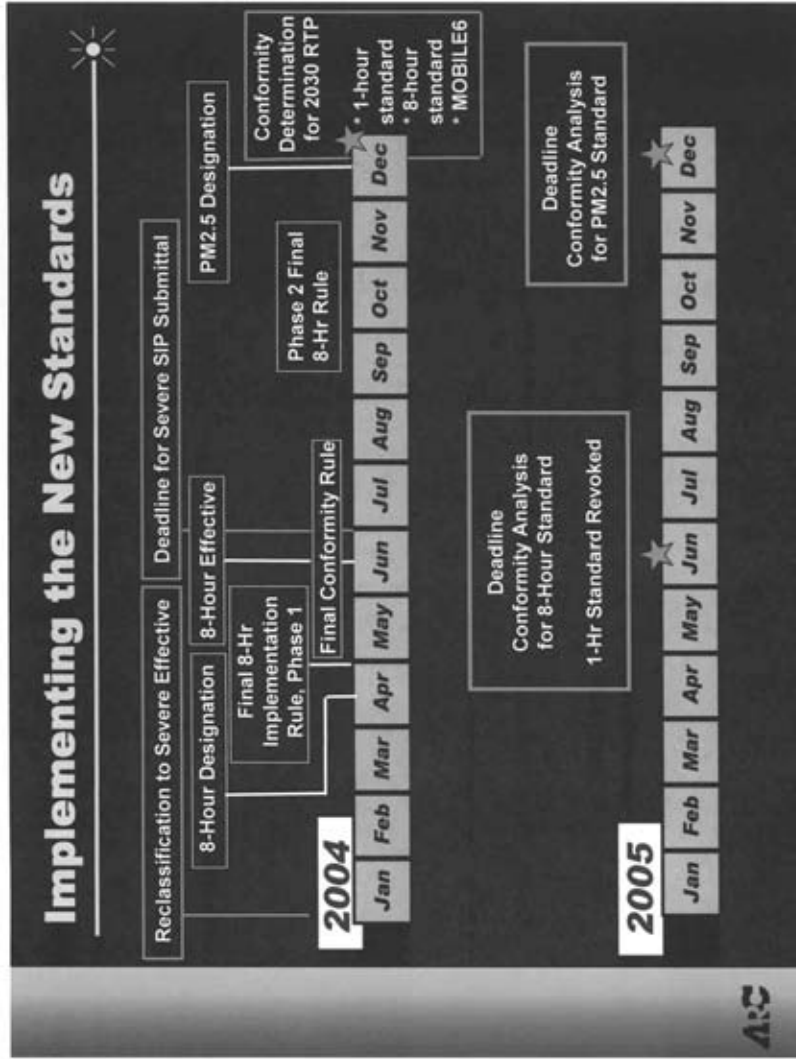 Implementing the New Standards
Reclassification to Severe Effective
Deadline for Severe SIP Submittal
8-Hour Designation
8-Hour Effective
PM2.5 Designation
Final 8-Hr
Implementation
Rule, Phase 1
Final Conformity Rule
Phase 2 Final
8-Hr Rule
Conformity
Determination
for 2030 RTP
* 1-hour
standard
* 8-hour
standard
* MOBILE6
2004
Jan Feb Mar Apr May Jun Jul Aug Sep Oct Nov Dec
Deadline
Conformity Analysis
for 8-Hour Standard
1-Hr Standard Revoked
Deadline
Conformity Analysis
for PM2.5 Standard
2005
Jan Feb Mar Apr May Jun Jul Aug Sep Oct Nov Dec
ARC